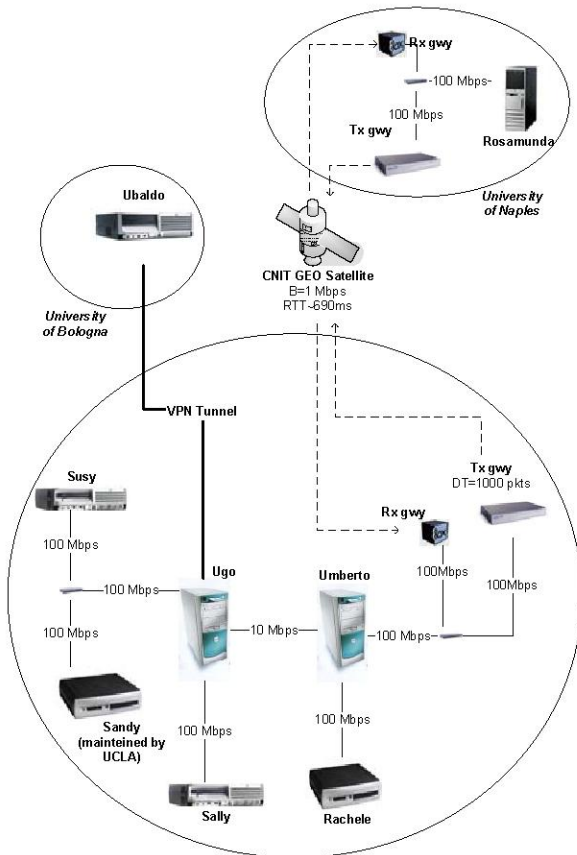 Rx gwy
100 Mbps
100 Mbps
Tx gwy
Rosamunda
University
of Naples
Ubaldo
CNIT GEO Satellite
B=1 Mbps
RTT~690ms
University
of Bologna
VPN Tunnel
Susy
Tx gwy
DT=1000 pkts
Rx gwy
100 Mbps
Ugo
Umberto
100Mbps
100Mbps
100 Mbps
100 Mbps
10 Mbps
100 Mbps
Sandy
(mainteined by
UCLA)
100 Mbps
100 Mbps
Sally
Rachele